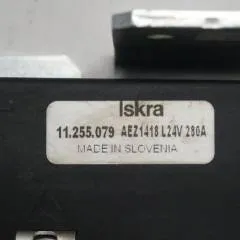 Iskra
11.255.079 AEZ1418 L24V 280A
MADE IN SLOVENIA